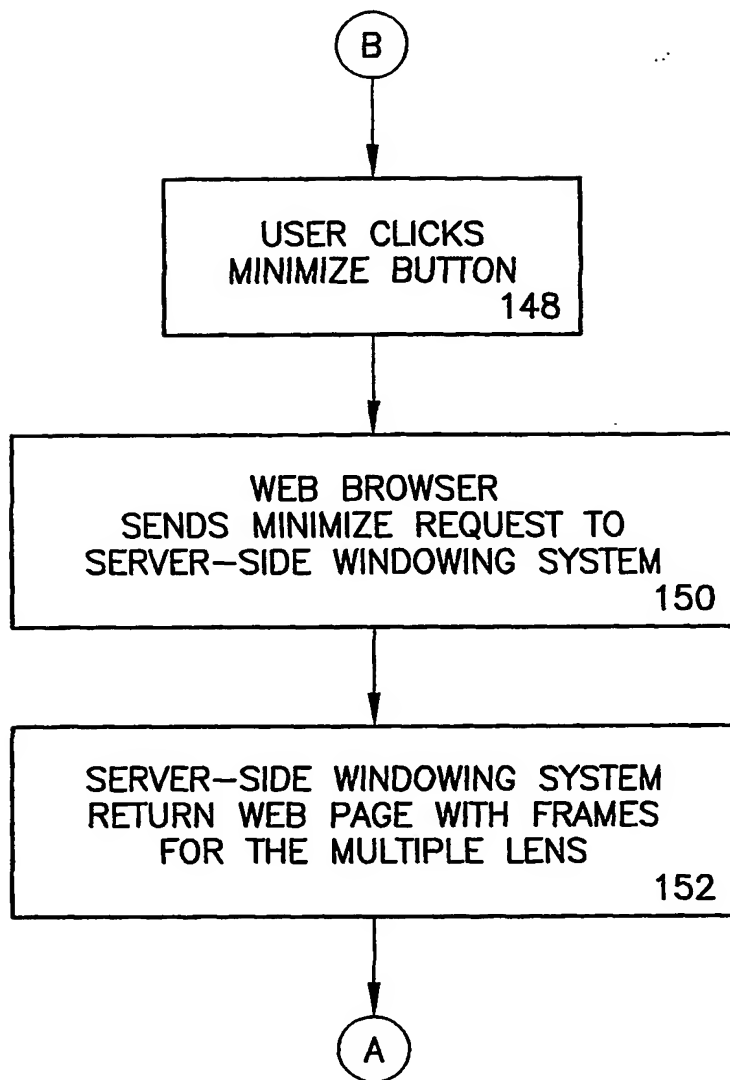 B
USER CLICKS
MINIMIZE BUTTON
148
WEB BROWSER
SENDS MINIMIZE REQUEST TO
SERVER–SIDE WINDOWING SYSTEM
150
SERVER–SIDE WINDOWING SYSTEM
RETURN WEB PAGE WITH FRAMES
FOR THE MULTIPLE LENS
152
A